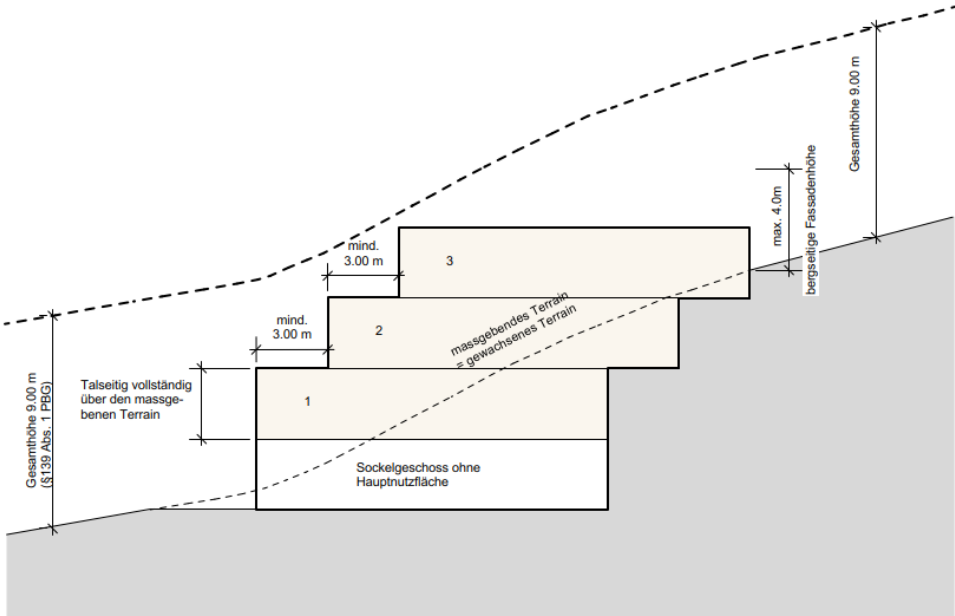 Gesamthöhe 9.00 m
max. 4.0m
bergseitige Fassadenhöhe
mind.
3.00 m
3
mind.
3.00 m
2
massgebendes Terrain
= gewachsenes Terrain
Talseitig vollständig
über den massge-
benen Terrain
1
Gesamthöhe 9.00 m
(§139 Abs. 1 PBG)
Sockelgeschoss ohne
Hauptnutzfläche